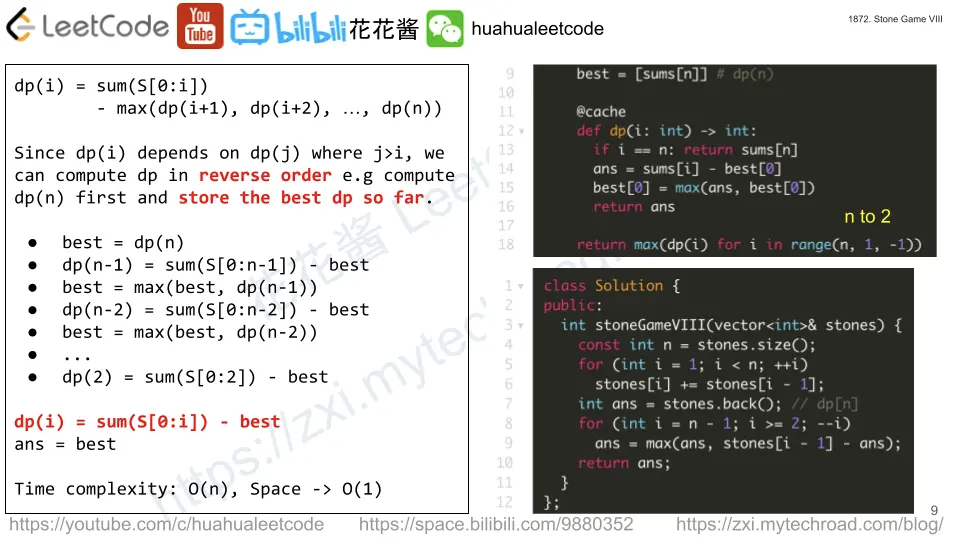 LeetCode You Tube bilibili 花花酱 huahualeetcode
1872. Stone Game VIII
dp(i) = sum(S[0:i])
- max(dp(i+1), dp(i+2), …, dp(n))
Since dp(i) depends on dp(j) where j>i, we
can compute dp in reverse order e.g compute
dp(n) first and store the best dp so far.
● best = dp(n)
● dp(n-1) = sum(S[0:n-1]) - best
● best = max(best, dp(n-1))
● dp(n-2) = sum(S[0:n-2]) - best
● best = max(best, dp(n-2))
● ...
● dp(2) = sum(S[0:2]) - best
dp(i) = sum(S[0:i]) - best
ans = best
Time complexity: O(n), Space -> O(1)
9 best = [sums[n]] # dp(n)
10
11 @cache
12 def dp(i: int) -> int:
13 if i == n: return sums[n]
14 ans = sums[i] - best[0]
15 best[0] = max(ans, best[0])
16 return ans
17
n to 2
18 return max(dp(i) for i in range(n, 1, -1))
1 class Solution {
2 public:
3 int stoneGameVIII(vector<int>& stones) {
4 const int n = stones.size();
5 for (int i = 1; i < n; ++i)
6 stones[i] += stones[i - 1];
7 int ans = stones.back(); // dp[n]
8 for (int i = n - 1; i >= 2; --i)
9 ans = max(ans, stones[i - 1] - ans);
10 return ans;
11 }
12 };
9
https://youtube.com/c/huahualeetcode https://space.bilibili.com/9880352 https://zxi.mytechroad.com/blog/